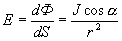 E = dΦ/dS = J cos α/r²